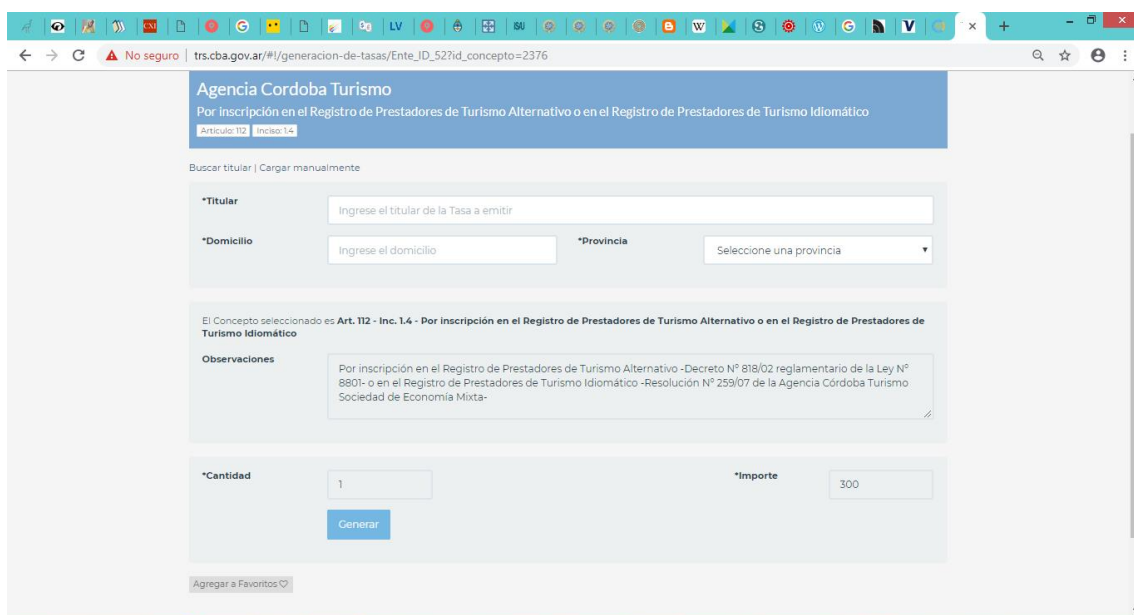 CXI
G
LV
ISU
B
W
G
V
No seguro | trs.cba.gov.ar/#!/generacion-de-tasas/Ente_ID_52?id_concepto=2376
Agencia Cordoba Turismo
Por inscripción en el Registro de Prestadores de Turismo Alternativo o en el Registro de Prestadores de Turismo Idiomático
Artículo: 112 Inciso: 1.4
Buscar titular | Cargar manualmente
*Titular
Ingrese el titular de la Tasa a emitir
*Domicilio
Ingrese el domicilio
*Provincia
Seleccione una provincia
El Concepto seleccionado es Art. 112 - Inc. 1.4 - Por inscripción en el Registro de Prestadores de Turismo Alternativo o en el Registro de Prestadores de
Turismo Idiomático
Observaciones
Por inscripción en el Registro de Prestadores de Turismo Alternativo -Decreto Nº 818/02 reglamentario de la Ley Nº
8801- o en el Registro de Prestadores de Turismo Idiomático -Resolución Nº 259/07 de la Agencia Córdoba Turismo
Sociedad de Economía Mixta-
*Cantidad
1
*Importe
300
Generar
Agregar a Favoritos